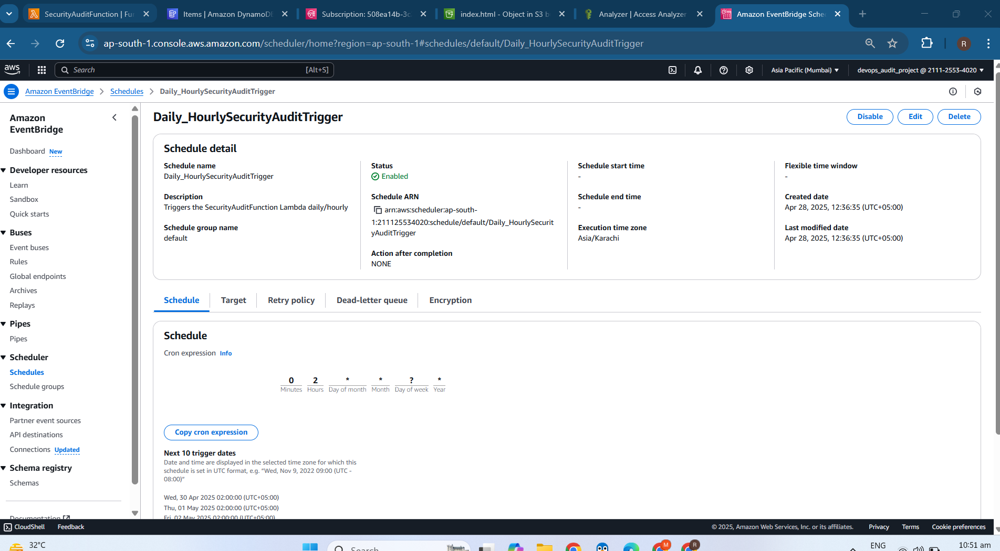 SecurityAuditFunction | Fu
Items | Amazon DynamoD
Subscription: 508ea14b-3c
index.html - Object in S3 b
Analyzer | Access Analyzer
Amazon EventBridge Sche
ap-south-1.console.aws.amazon.com/scheduler/home?region=ap-south-1#schedules/default/Daily_HourlySecurityAuditTrigger
R
aws
Search
[Alt+S]
Asia Pacific (Mumbai)
devops_audit_project @ 2111-2553-4020
Amazon EventBridge
Schedules
Daily_HourlySecurityAuditTrigger
Amazon
EventBridge
Dashboard New
Developer resources
Learn
Sandbox
Quick starts
Buses
Event buses
Rules
Global endpoints
Archives
Replays
Pipes
Pipes
Scheduler
Schedules
Schedule groups
Integration
Partner event sources
API destinations
Connections Updated
Schema registry
Schemas
Documentation
Daily_HourlySecurityAuditTrigger
Disable
Edit
Delete
Schedule detail
Schedule name
Daily_HourlySecurityAuditTrigger
Description
Triggers the SecurityAuditFunction Lambda daily/hourly
Schedule group name
default
Status
Enabled
Schedule ARN
arn:aws:scheduler:ap-south-
1:211125534020:schedule/default/Daily_HourlySecurit
yAuditTrigger
Action after completion
NONE
Schedule start time
-
Schedule end time
-
Execution time zone
Asia/Karachi
Flexible time window
-
Created date
Apr 28, 2025, 12:36:35 (UTC+05:00)
Last modified date
Apr 28, 2025, 12:36:35 (UTC+05:00)
Schedule
Target
Retry policy
Dead-letter queue
Encryption
Schedule
Cron expression Info
0 2 * * ? *
Minutes Hours Day of month Month Day of week Year
Copy cron expression
Next 10 trigger dates
Date and time are displayed in the selected time zone for which this
schedule is set in UTC format, e.g. “Wed, Nov 9, 2022 09:00 (UTC -
08:00)”
Wed, 30 Apr 2025 02:00:00 (UTC+05:00)
Thu, 01 May 2025 02:00:00 (UTC+05:00)
Fri, 02 May 2025 02:00:00 (UTC+05:00)
CloudShell
Feedback
© 2025, Amazon Web Services, Inc. or its affiliates.
Privacy
Terms
Cookie preferences
32°C
Search
M
R
ENG
10:51 am